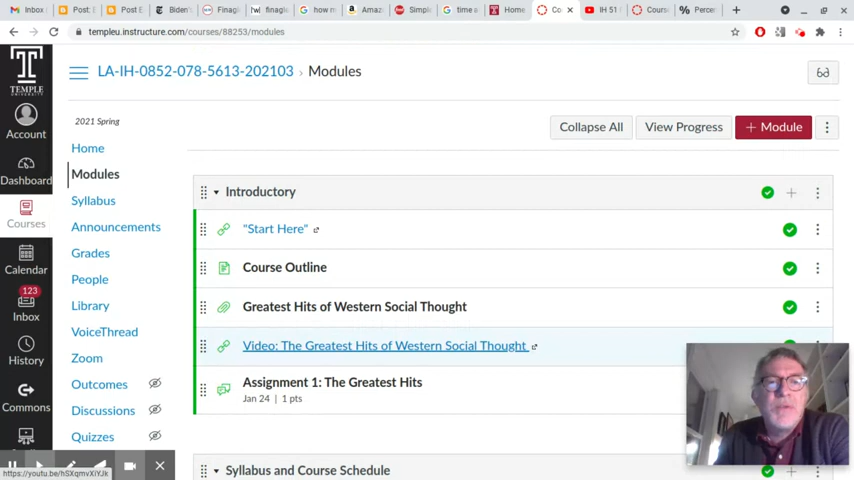 Inbox
Post: E
Post E
Biden'
Finagl
finagle
how m
Amazo
Simple
time a
Home
Co
IH 51
Cours
Percen
templeu.instructure.com/courses/88253/modules
TEMPLE
UNIVERSITY
LA-IH-0852-078-5613-202103 › Modules
Account
Dashboard
Courses
Calendar
123
Inbox
History
Commons
2021 Spring
Home
Modules
Syllabus
Announcements
Grades
People
Library
VoiceThread
Zoom
Outcomes
Discussions
Quizzes
Collapse All
View Progress
+ Module
Introductory
"Start Here"
Course Outline
Greatest Hits of Western Social Thought
Video: The Greatest Hits of Western Social Thought
Assignment 1: The Greatest Hits
Jan 24 | 1 pts
Syllabus and Course Schedule
https://youtu.be/hSXqmvXiYJk